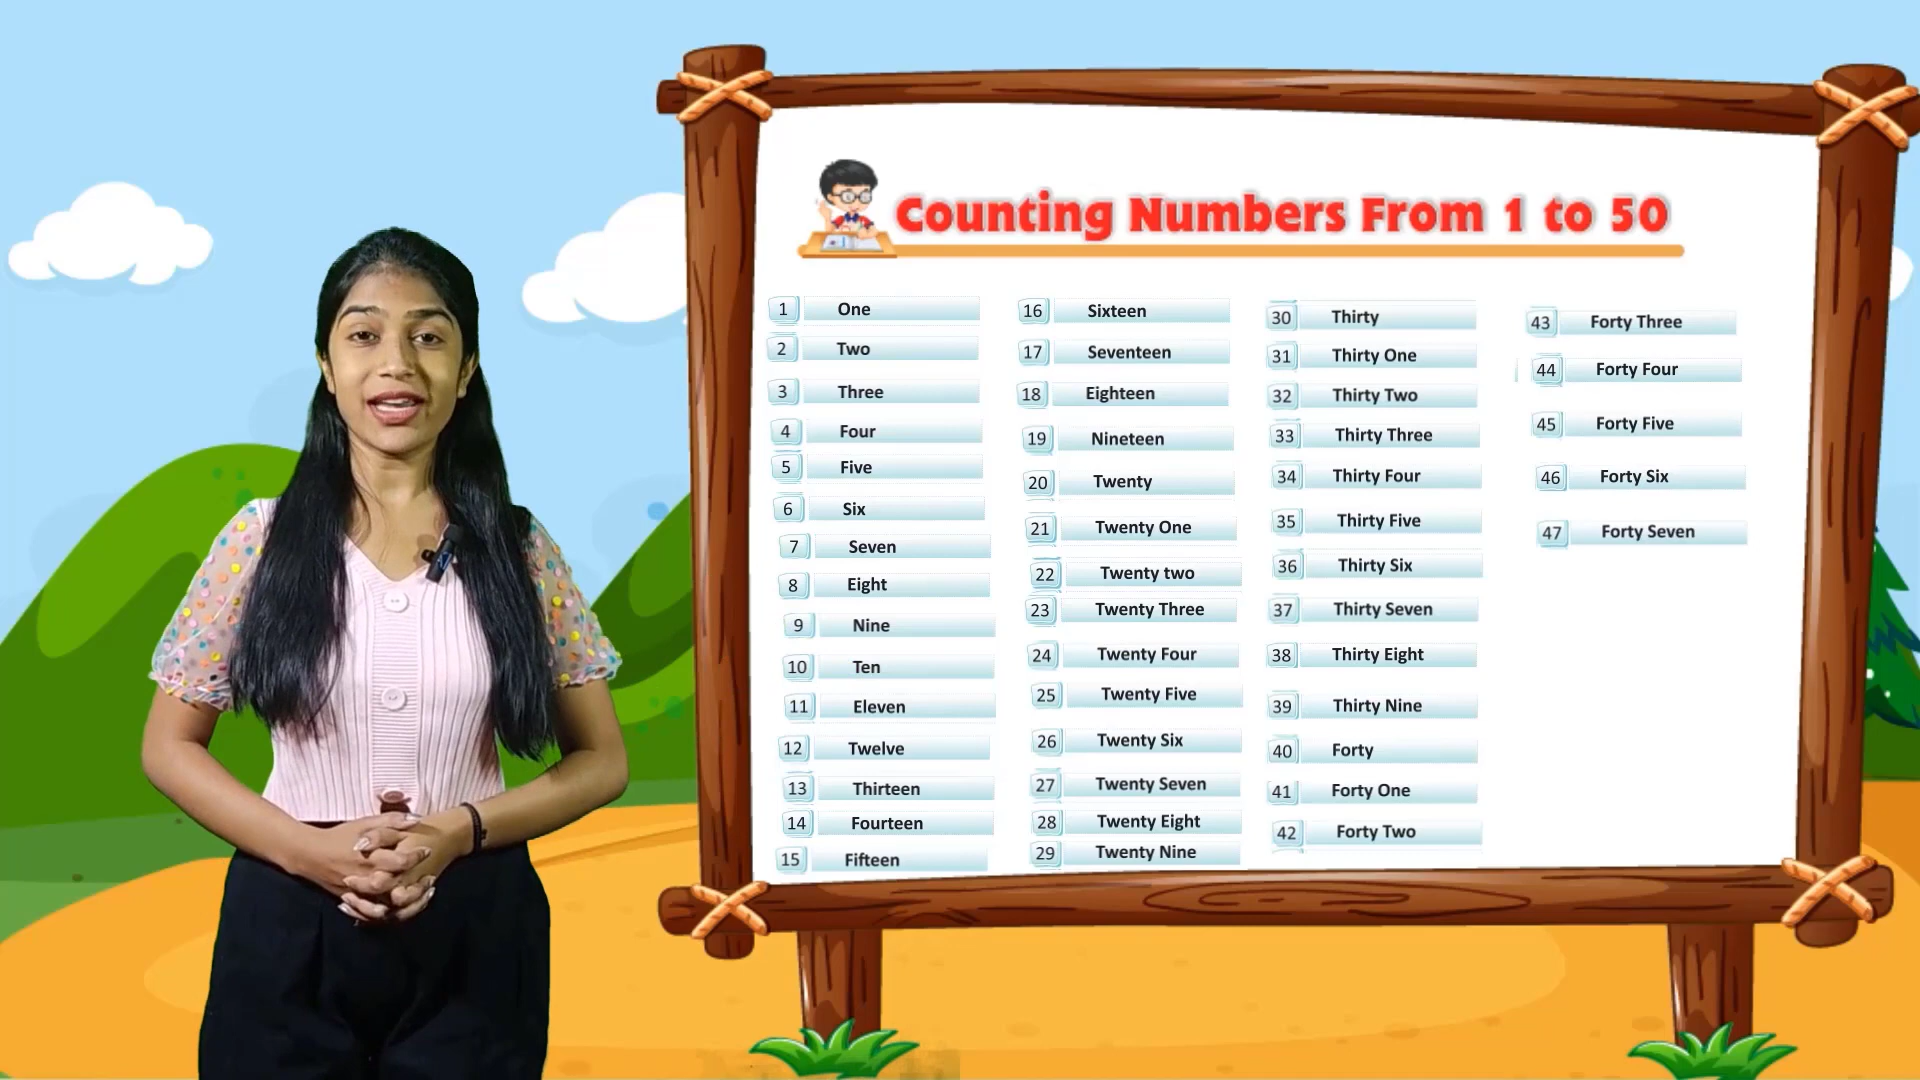 Counting Numbers From 1 to 50
1 One
2 Two
3 Three
4 Four
5 Five
6 Six
7 Seven
8 Eight
9 Nine
10 Ten
11 Eleven
12 Twelve
13 Thirteen
14 Fourteen
15 Fifteen
16 Sixteen
17 Seventeen
18 Eighteen
19 Nineteen
20 Twenty
21 Twenty One
22 Twenty two
23 Twenty Three
24 Twenty Four
25 Twenty Five
26 Twenty Six
27 Twenty Seven
28 Twenty Eight
29 Twenty Nine
30 Thirty
31 Thirty One
32 Thirty Two
33 Thirty Three
34 Thirty Four
35 Thirty Five
36 Thirty Six
37 Thirty Seven
38 Thirty Eight
39 Thirty Nine
40 Forty
41 Forty One
42 Forty Two
43 Forty Three
44 Forty Four
45 Forty Five
46 Forty Six
47 Forty Seven